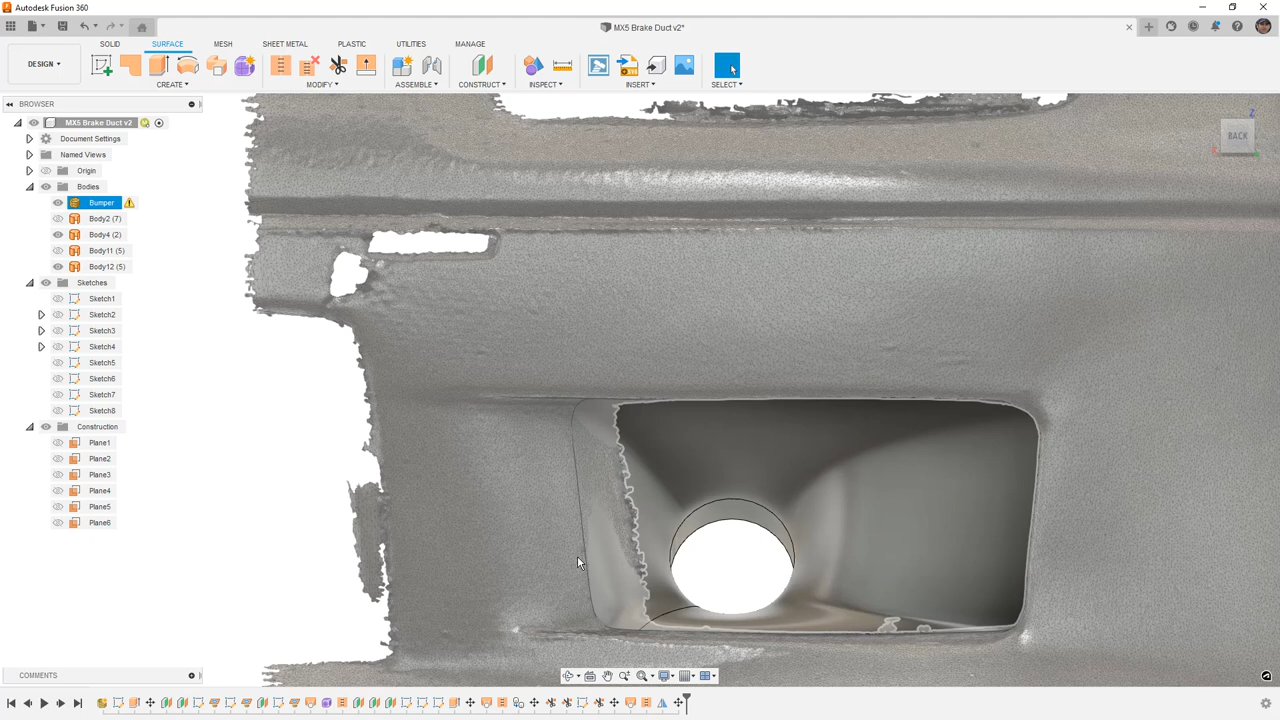 Autodesk Fusion 360
MX5 Brake Duct v2*
SOLID SURFACE MESH SHEET METAL PLASTIC UTILITIES MANAGE
DESIGN
CREATE MODIFY ASSEMBLE CONSTRUCT INSPECT INSERT SELECT
BROWSER
MX5 Brake Duct v2
Document Settings
Named Views
Origin
Bodies
Bumper
Body2 (7)
Body4 (2)
Body11 (5)
Body12 (5)
Sketches
Sketch1
Sketch2
Sketch3
Sketch4
Sketch5
Sketch6
Sketch7
Sketch8
Construction
Plane1
Plane2
Plane3
Plane4
Plane5
Plane6
Z
BACK
COMMENTS